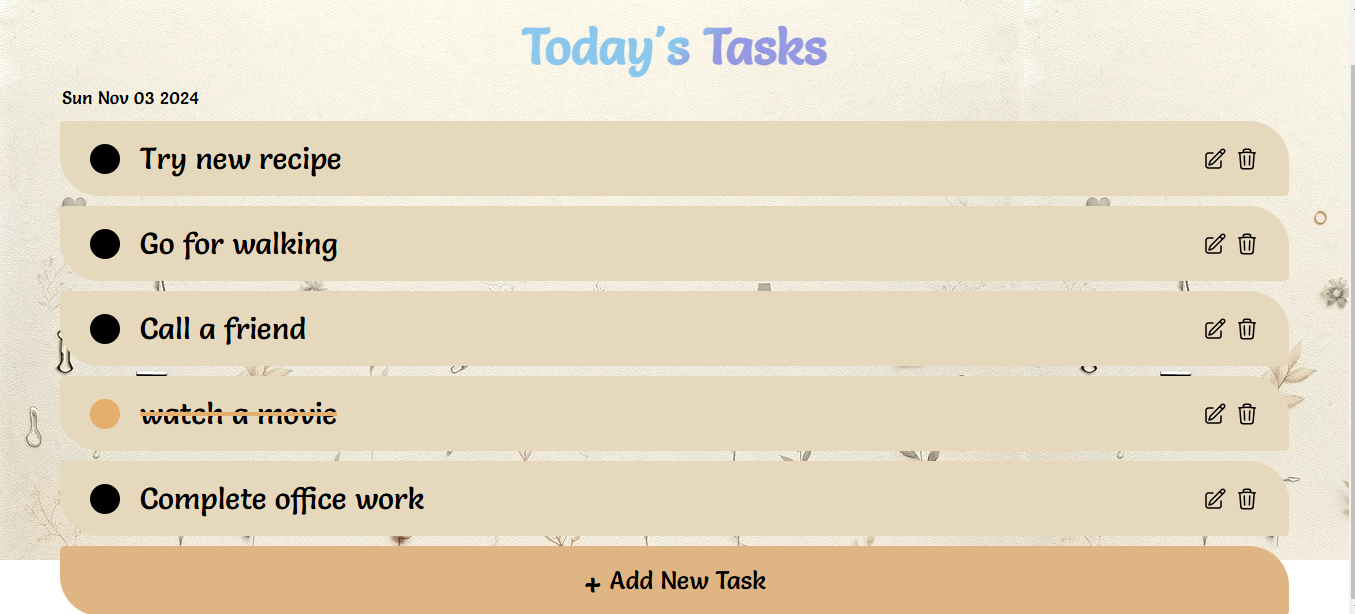 Today's Tasks
Sun Nov 03 2024
Try new recipe
Go for walking
Call a friend
watch a movie
Complete office work
+ Add New Task